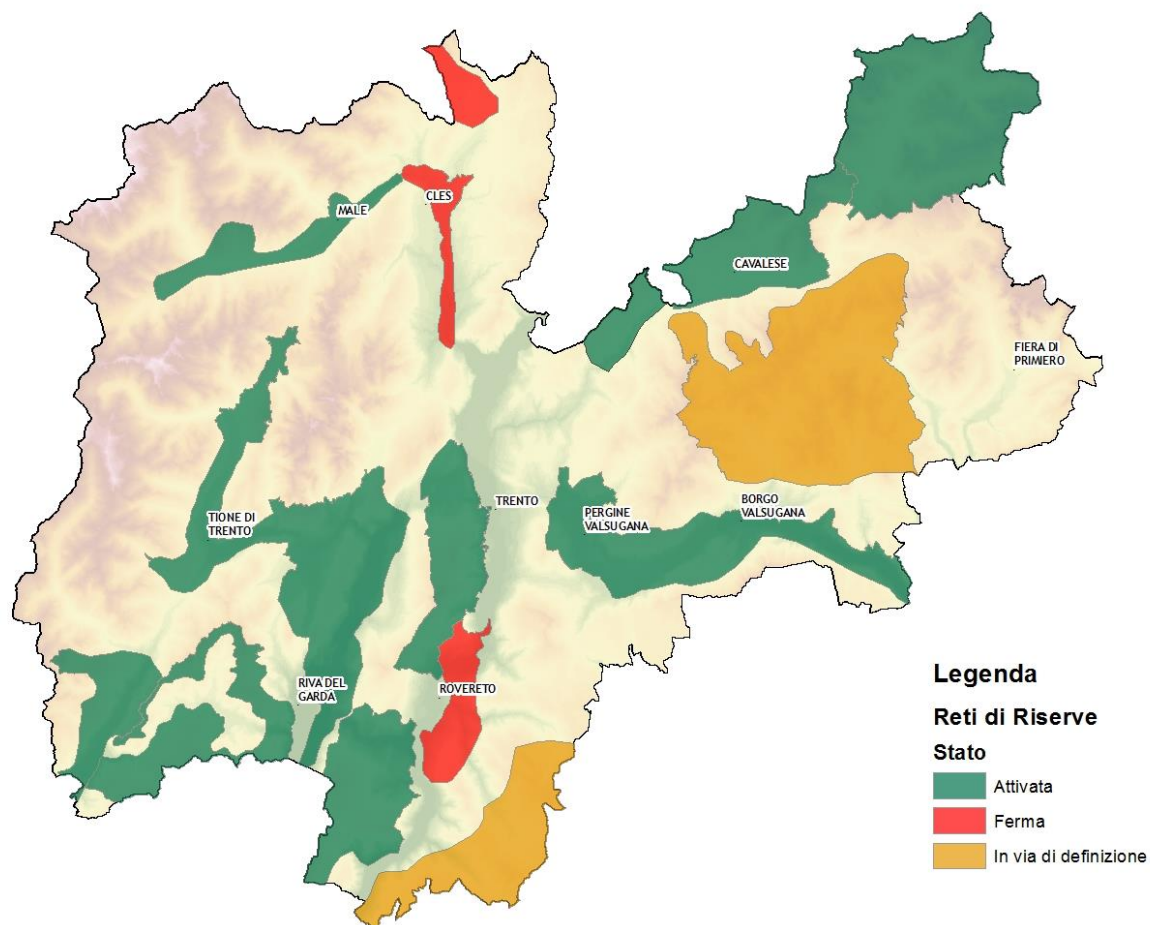 CLES
MALE
CAVALESE
FIERA DI
PRIMIERO
TRENTO
PERGINE
VALSUGANA
BORGO
VALSUGANA
TIONE DI
TRENTO
RIVA DEL
GARDA
ROVERETO
Legenda
Reti di Riserve
Stato
Attivata
Ferma
In via di definizione